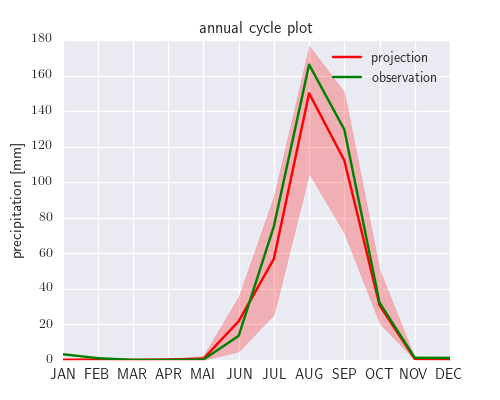 annual cycle plot
projection
observation
precipitation [mm]
180
160
140
120
100
80
60
40
20
0
JAN FEB MAR APR MAI JUN JUL AUG SEP OCT NOV DEC